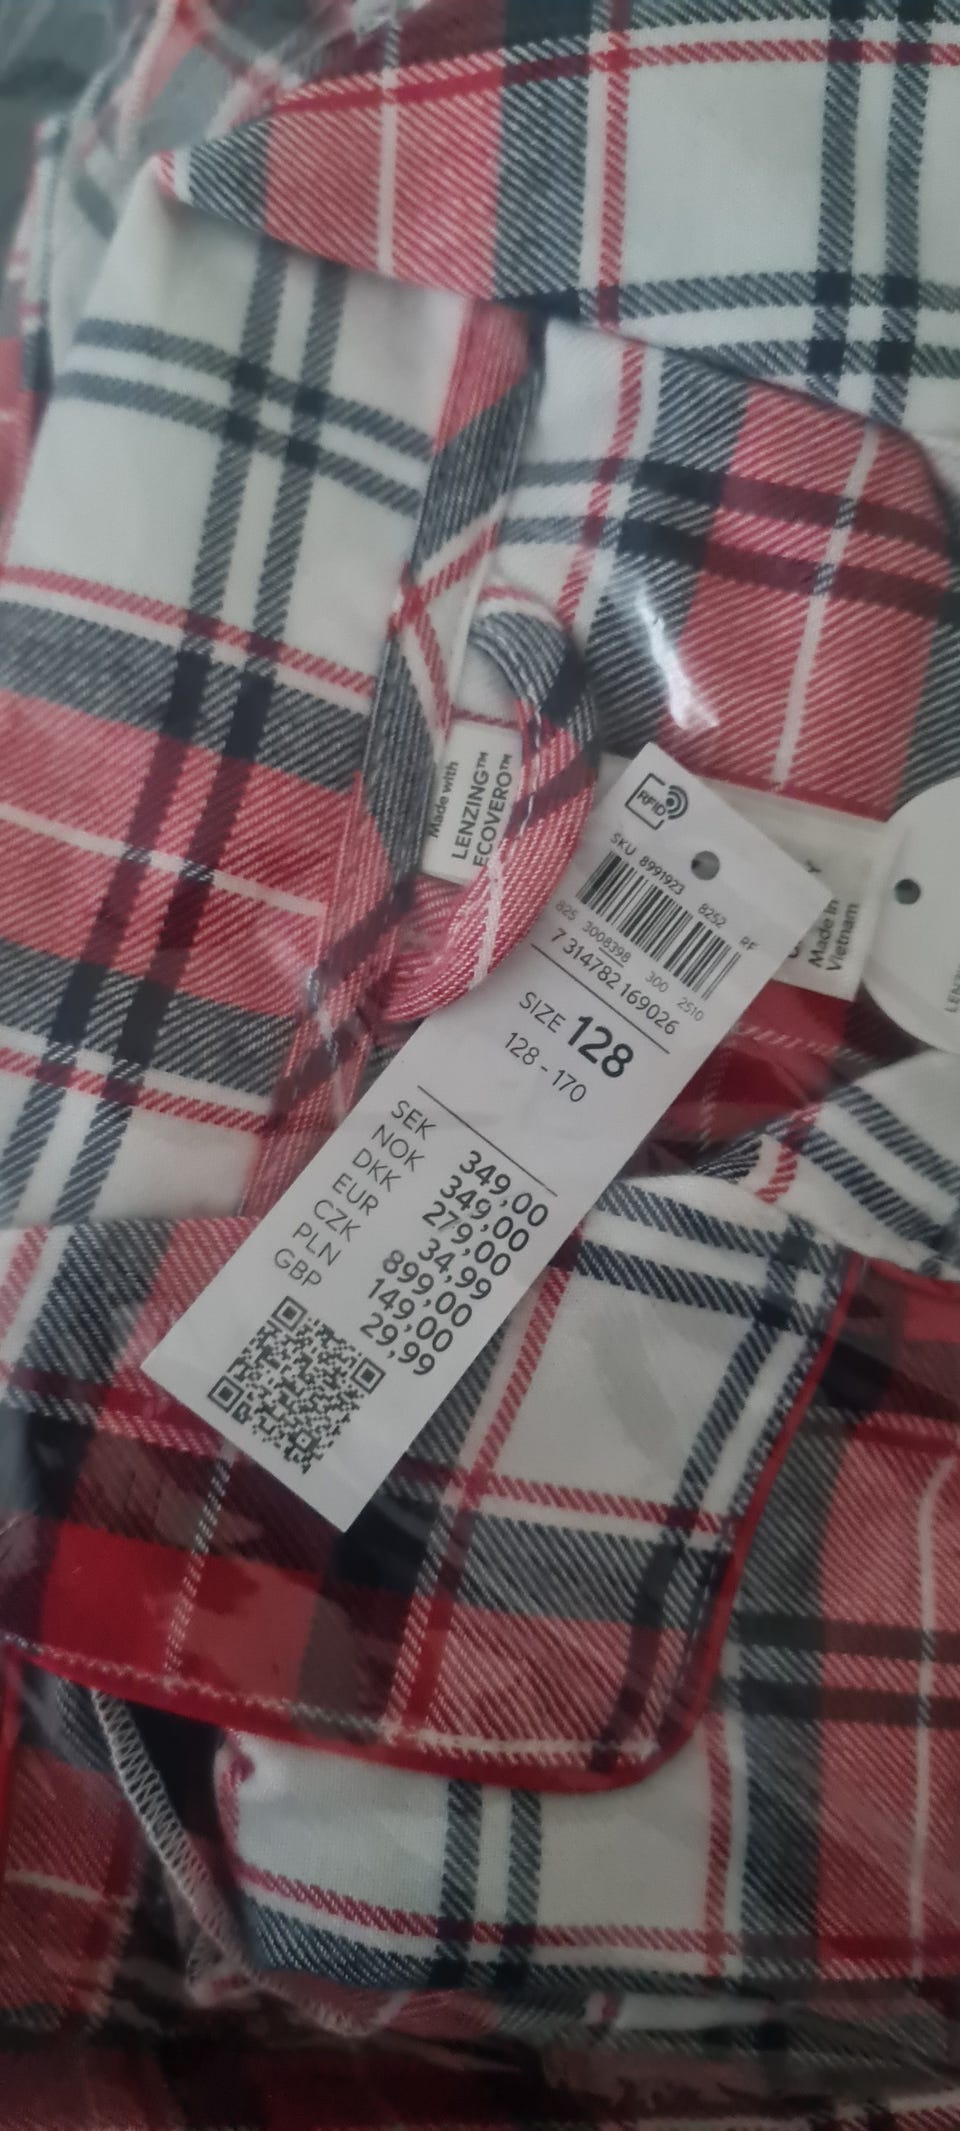 Made with
LENZING™
ECOVERO™
RFID
SKU 8991923 8252 RF
825 3008398 300 2510
7 314782 169026
SIZE 128
128 - 170
SEK 349,00
NOK 349,00
DKK 279,00
EUR 34,99
CZK 899,00
PLN 149,00
GBP 29,99
Made in
Vietnam